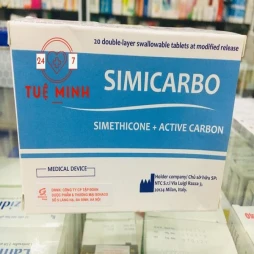 20 double-layer swallowable tablets at modified release
24 7
TUỆ MINH
SIMICARBO
SIMETHICONE + ACTIVE CARBON
MEDICAL DEVICE
Holder company/ Chủ sở hữu SP:
NTC S.r.l Via Luigi Razza 3,
20124 Milan, Italy.